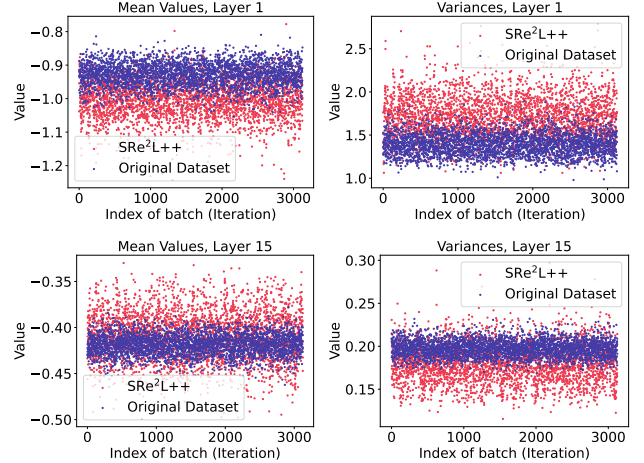 Mean Values, Layer 1
−0.8
−0.9
−1.0
−1.1
−1.2
Value
SRe²L++
Original Dataset
0 1000 2000 3000
Index of batch (Iteration)
Variances, Layer 1
2.5
2.0
1.5
1.0
Value
SRe²L++
Original Dataset
0 1000 2000 3000
Index of batch (Iteration)
Mean Values, Layer 15
−0.35
−0.40
−0.45
−0.50
Value
SRe²L++
Original Dataset
0 1000 2000 3000
Index of batch (Iteration)
Variances, Layer 15
0.30
0.25
0.20
0.15
Value
SRe²L++
Original Dataset
0 1000 2000 3000
Index of batch (Iteration)